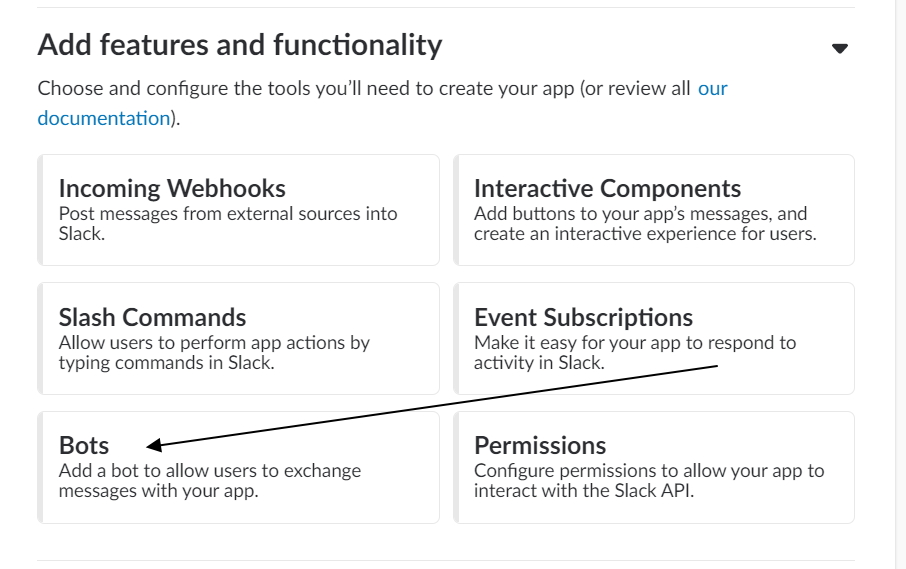 Add features and functionality
Choose and configure the tools you'll need to create your app (or review all our
documentation).
Incoming Webhooks
Post messages from external sources into
Slack.
Interactive Components
Add buttons to your app's messages, and
create an interactive experience for users.
Slash Commands
Allow users to perform app actions by
typing commands in Slack.
Event Subscriptions
Make it easy for your app to respond to
activity in Slack.
Bots
Add a bot to allow users to exchange
messages with your app.
Permissions
Configure permissions to allow your app to
interact with the Slack API.